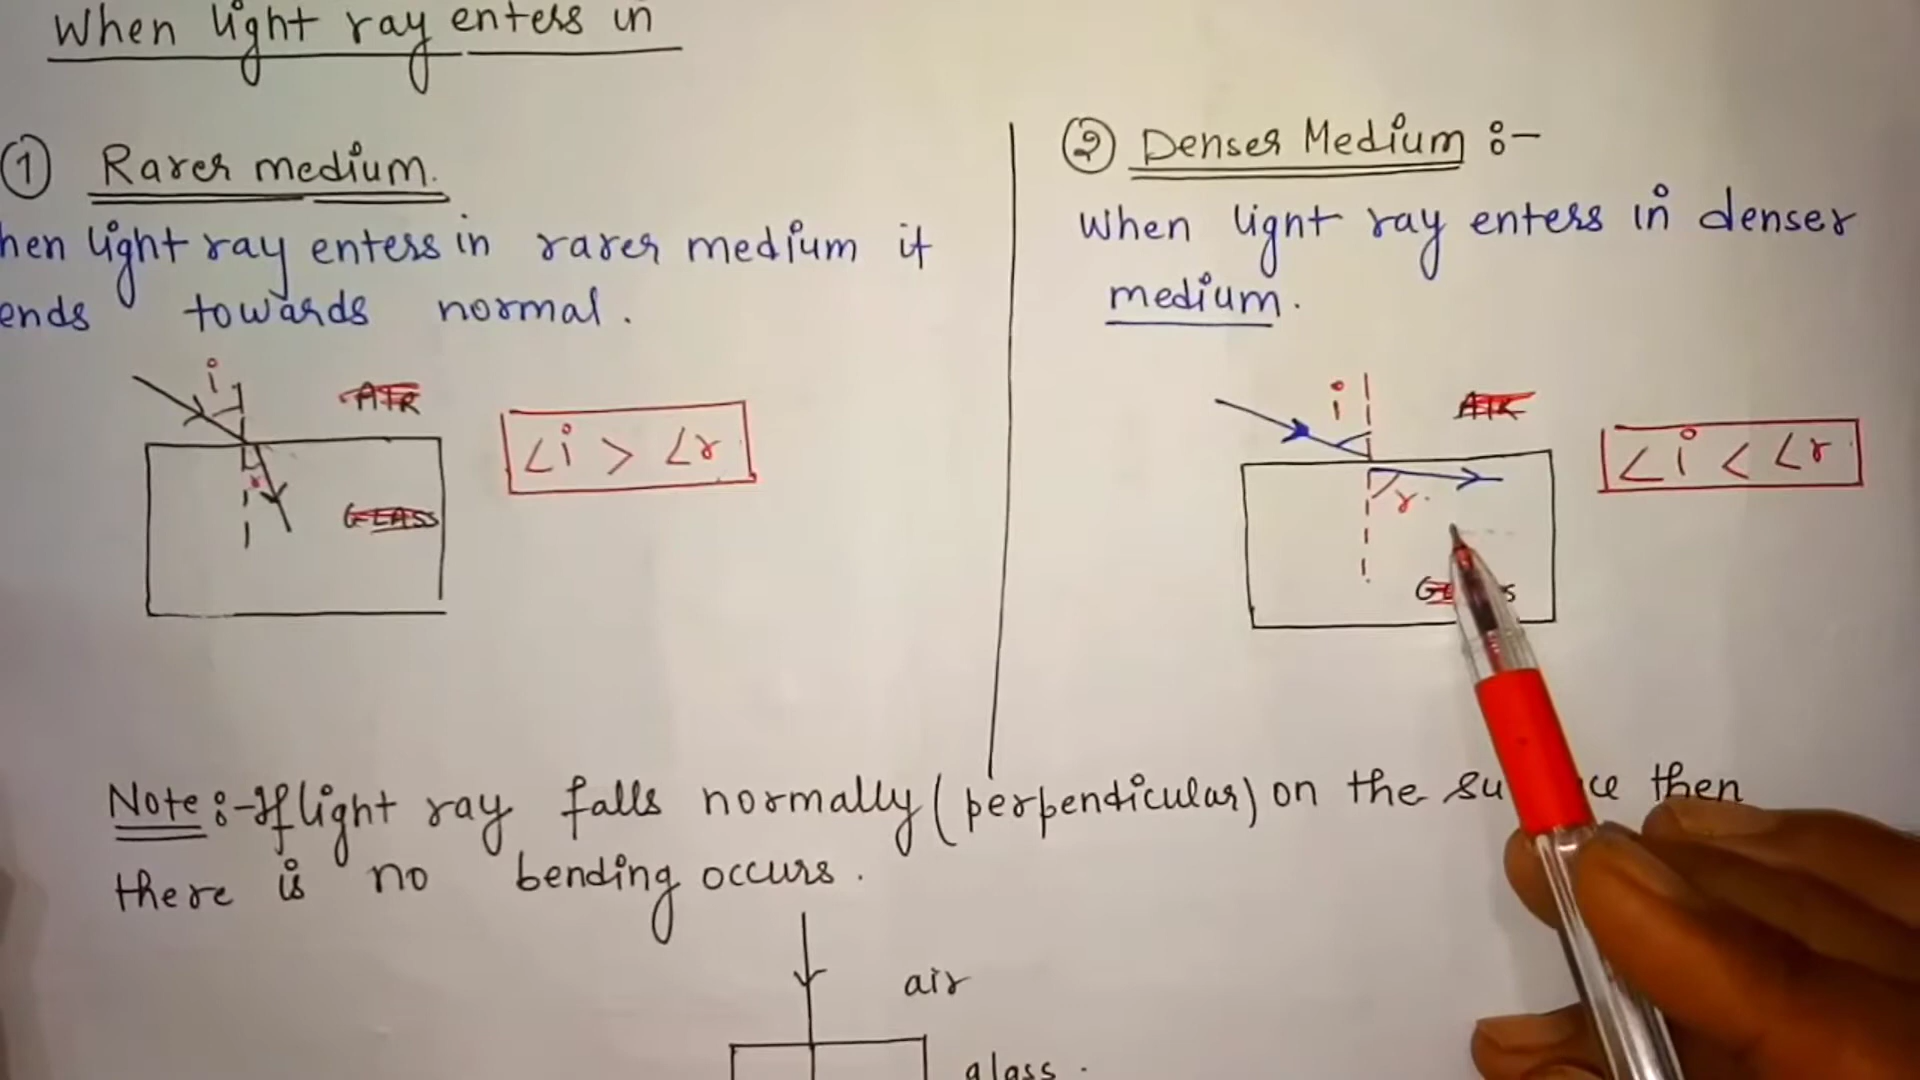 When light ray enters in
① Rarer medium.
hen light ray enters in rarer medium it
ends towards normal.
i
AIR
r
GLASS
∠i > ∠r
② Denser Medium :-
When light ray enters in denser
medium.
i
AIR
r.
∠i < ∠r
Note :- If light ray falls normally (perpendicular) on the then
there is no bending occurs.
air
glass.